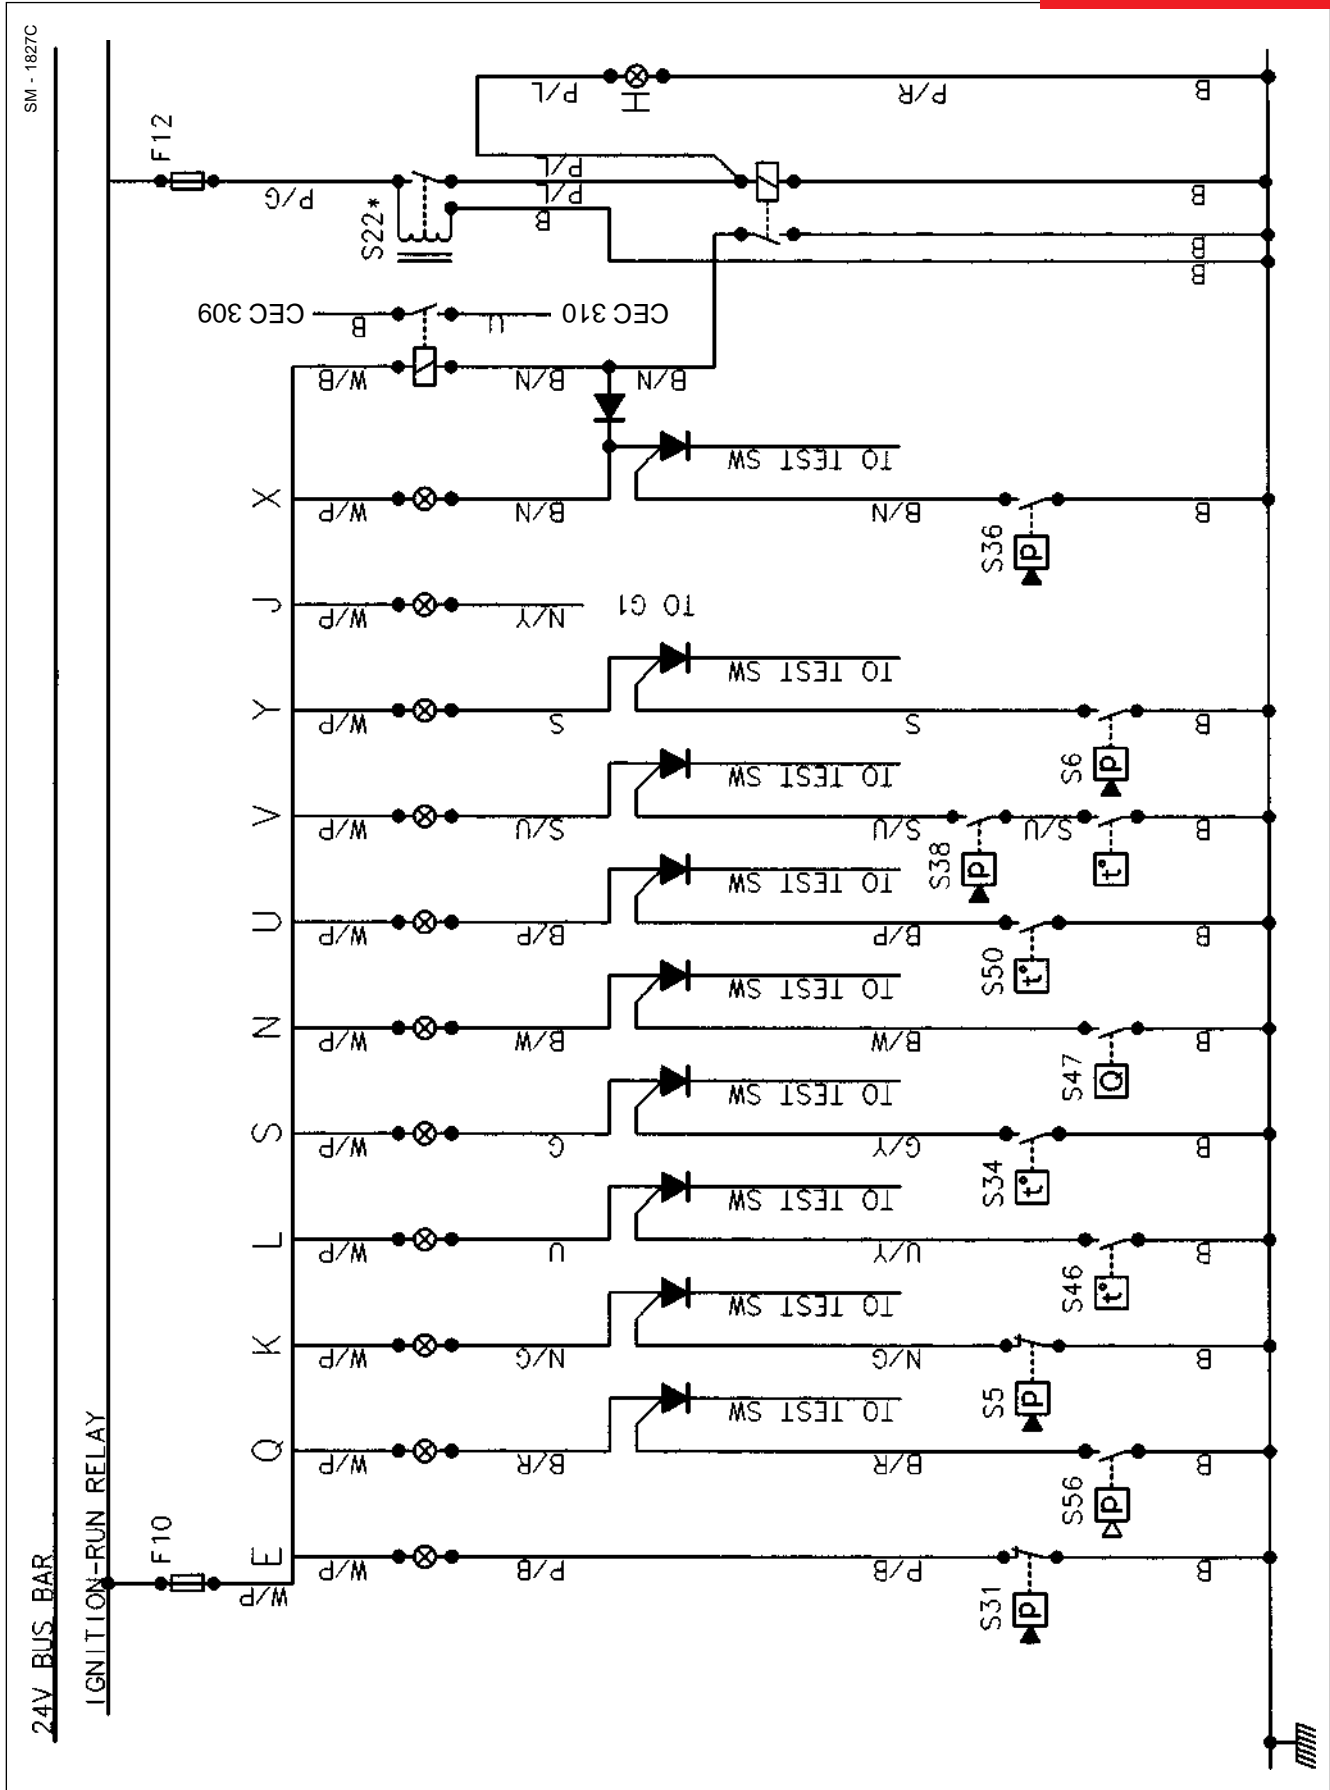 SM - 1827C
24V BUS BAR
IGNITION-RUN RELAY
F10 F12
W/P P/G
E Q K L S N U V Y J X
W/P W/P W/P W/P W/P W/P W/P W/P W/P W/P W/P W/B
CEC 309 S22*
B U
CEC 310
P/B B/R N/G U G B/W B/P S/U S N/Y B/N B/N B P/L P/L P/L
TO G1 B/N H
TO TEST SW TO TEST SW TO TEST SW TO TEST SW TO TEST SW TO TEST SW TO TEST SW TO TEST SW TO TEST SW
P/B B/R N/G U/Y G/Y B/W B/P S/U S B/N P/R
S31 S5 S34 S50 S38 S36
p p t° t° p p
S/U
S56 S46 S47 S6
p t° Q t° p
B B B B B B B B B B B B B B